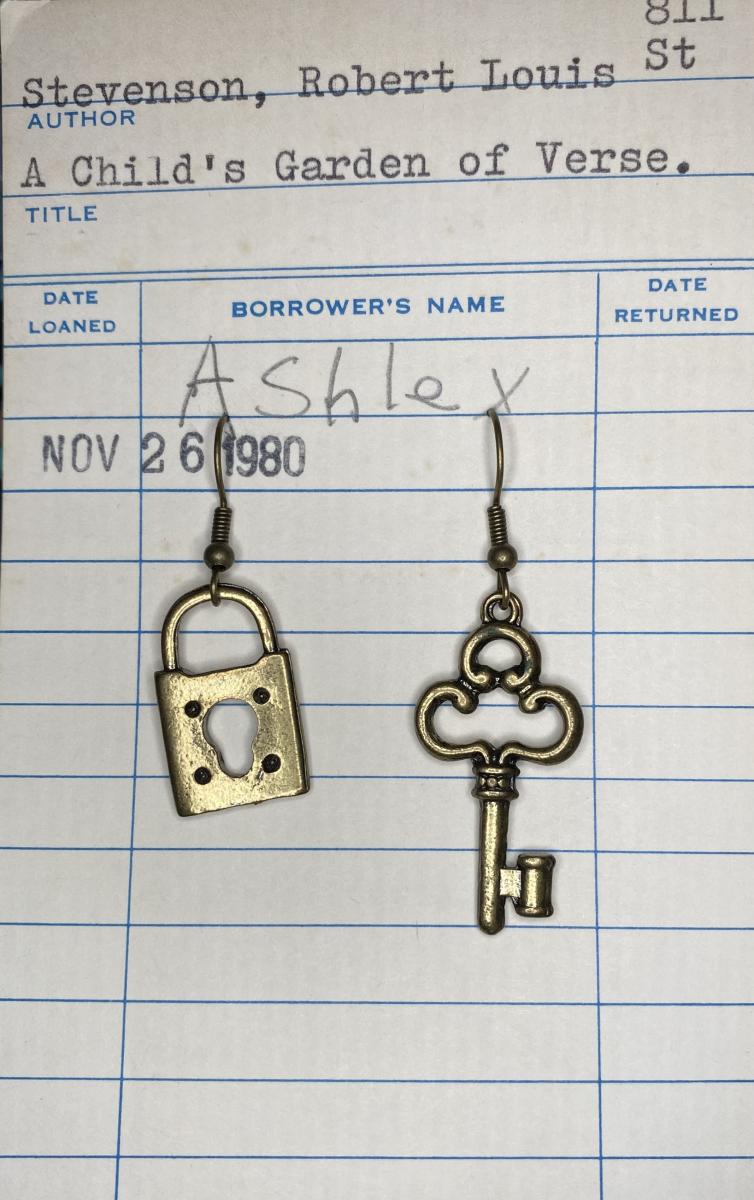 811
Stevenson, Robert Louis St
AUTHOR
A Child's Garden of Verse.
TITLE
DATE LOANED
BORROWER'S NAME
DATE RETURNED
Ashley
NOV 26 1980